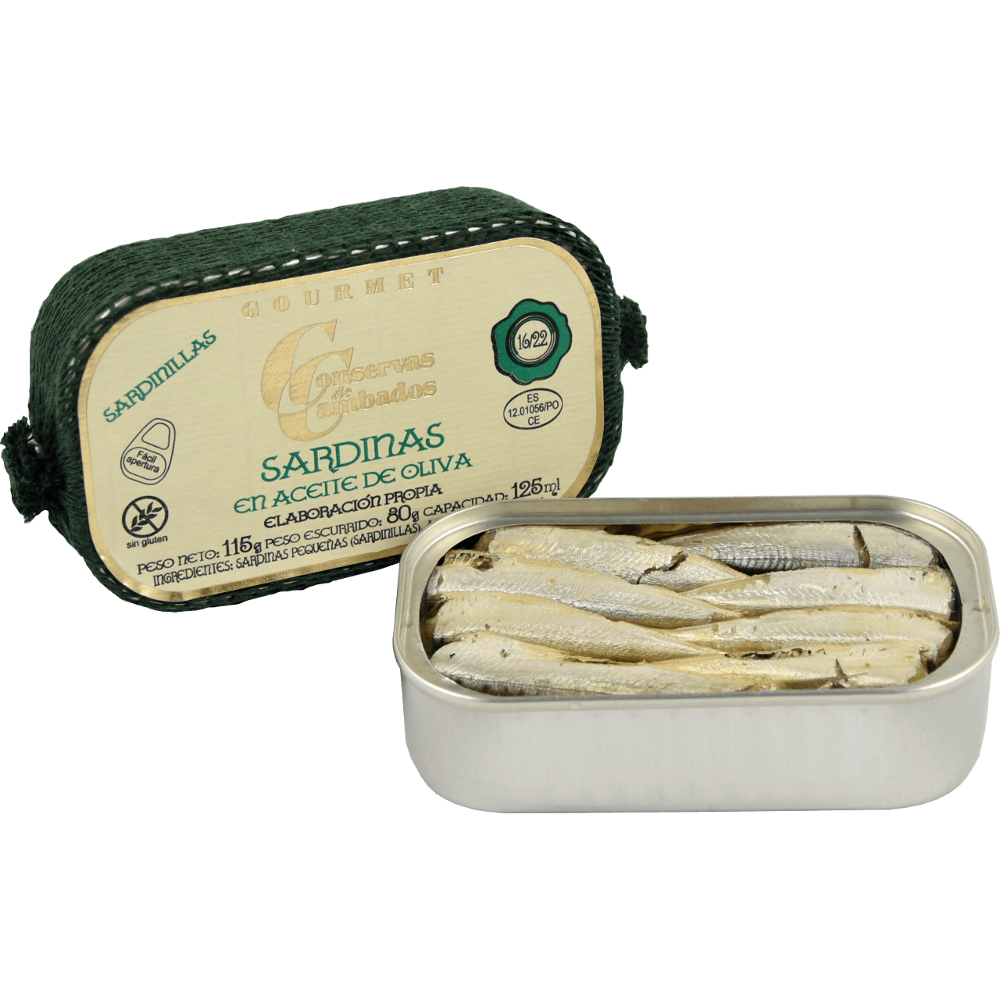 GOURMET
SARDINILLAS
Conservas
de
Cambados
16/22
ES
12.01056/PO
CE
Fácil
apertura
sin gluten
SARDINAS
EN ACEITE DE OLIVA
ELABORACIÓN PROPIA
PESO NETO: 115g PESO ESCURRIDO: 80g CAPACIDAD: 125ml
INGREDIENTES: SARDINAS PEQUEÑAS (SARDINILLAS),